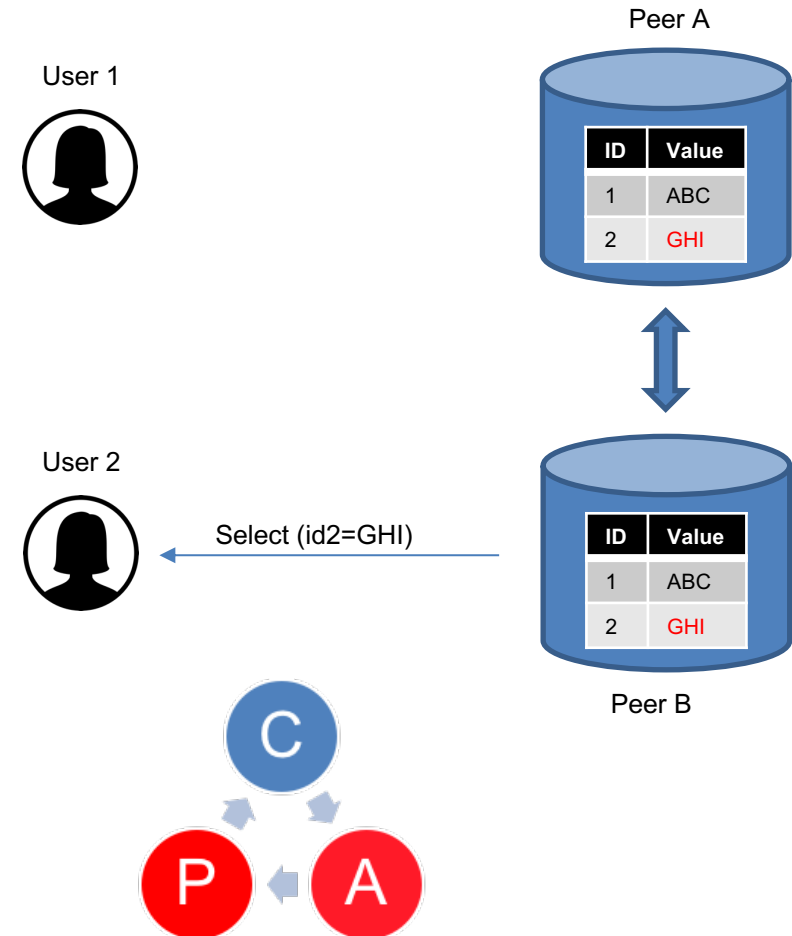 Peer A
User 1
ID Value
1 ABC
2 GHI
User 2
Select (id2=GHI)
ID Value
1 ABC
2 GHI
Peer B
C
P A